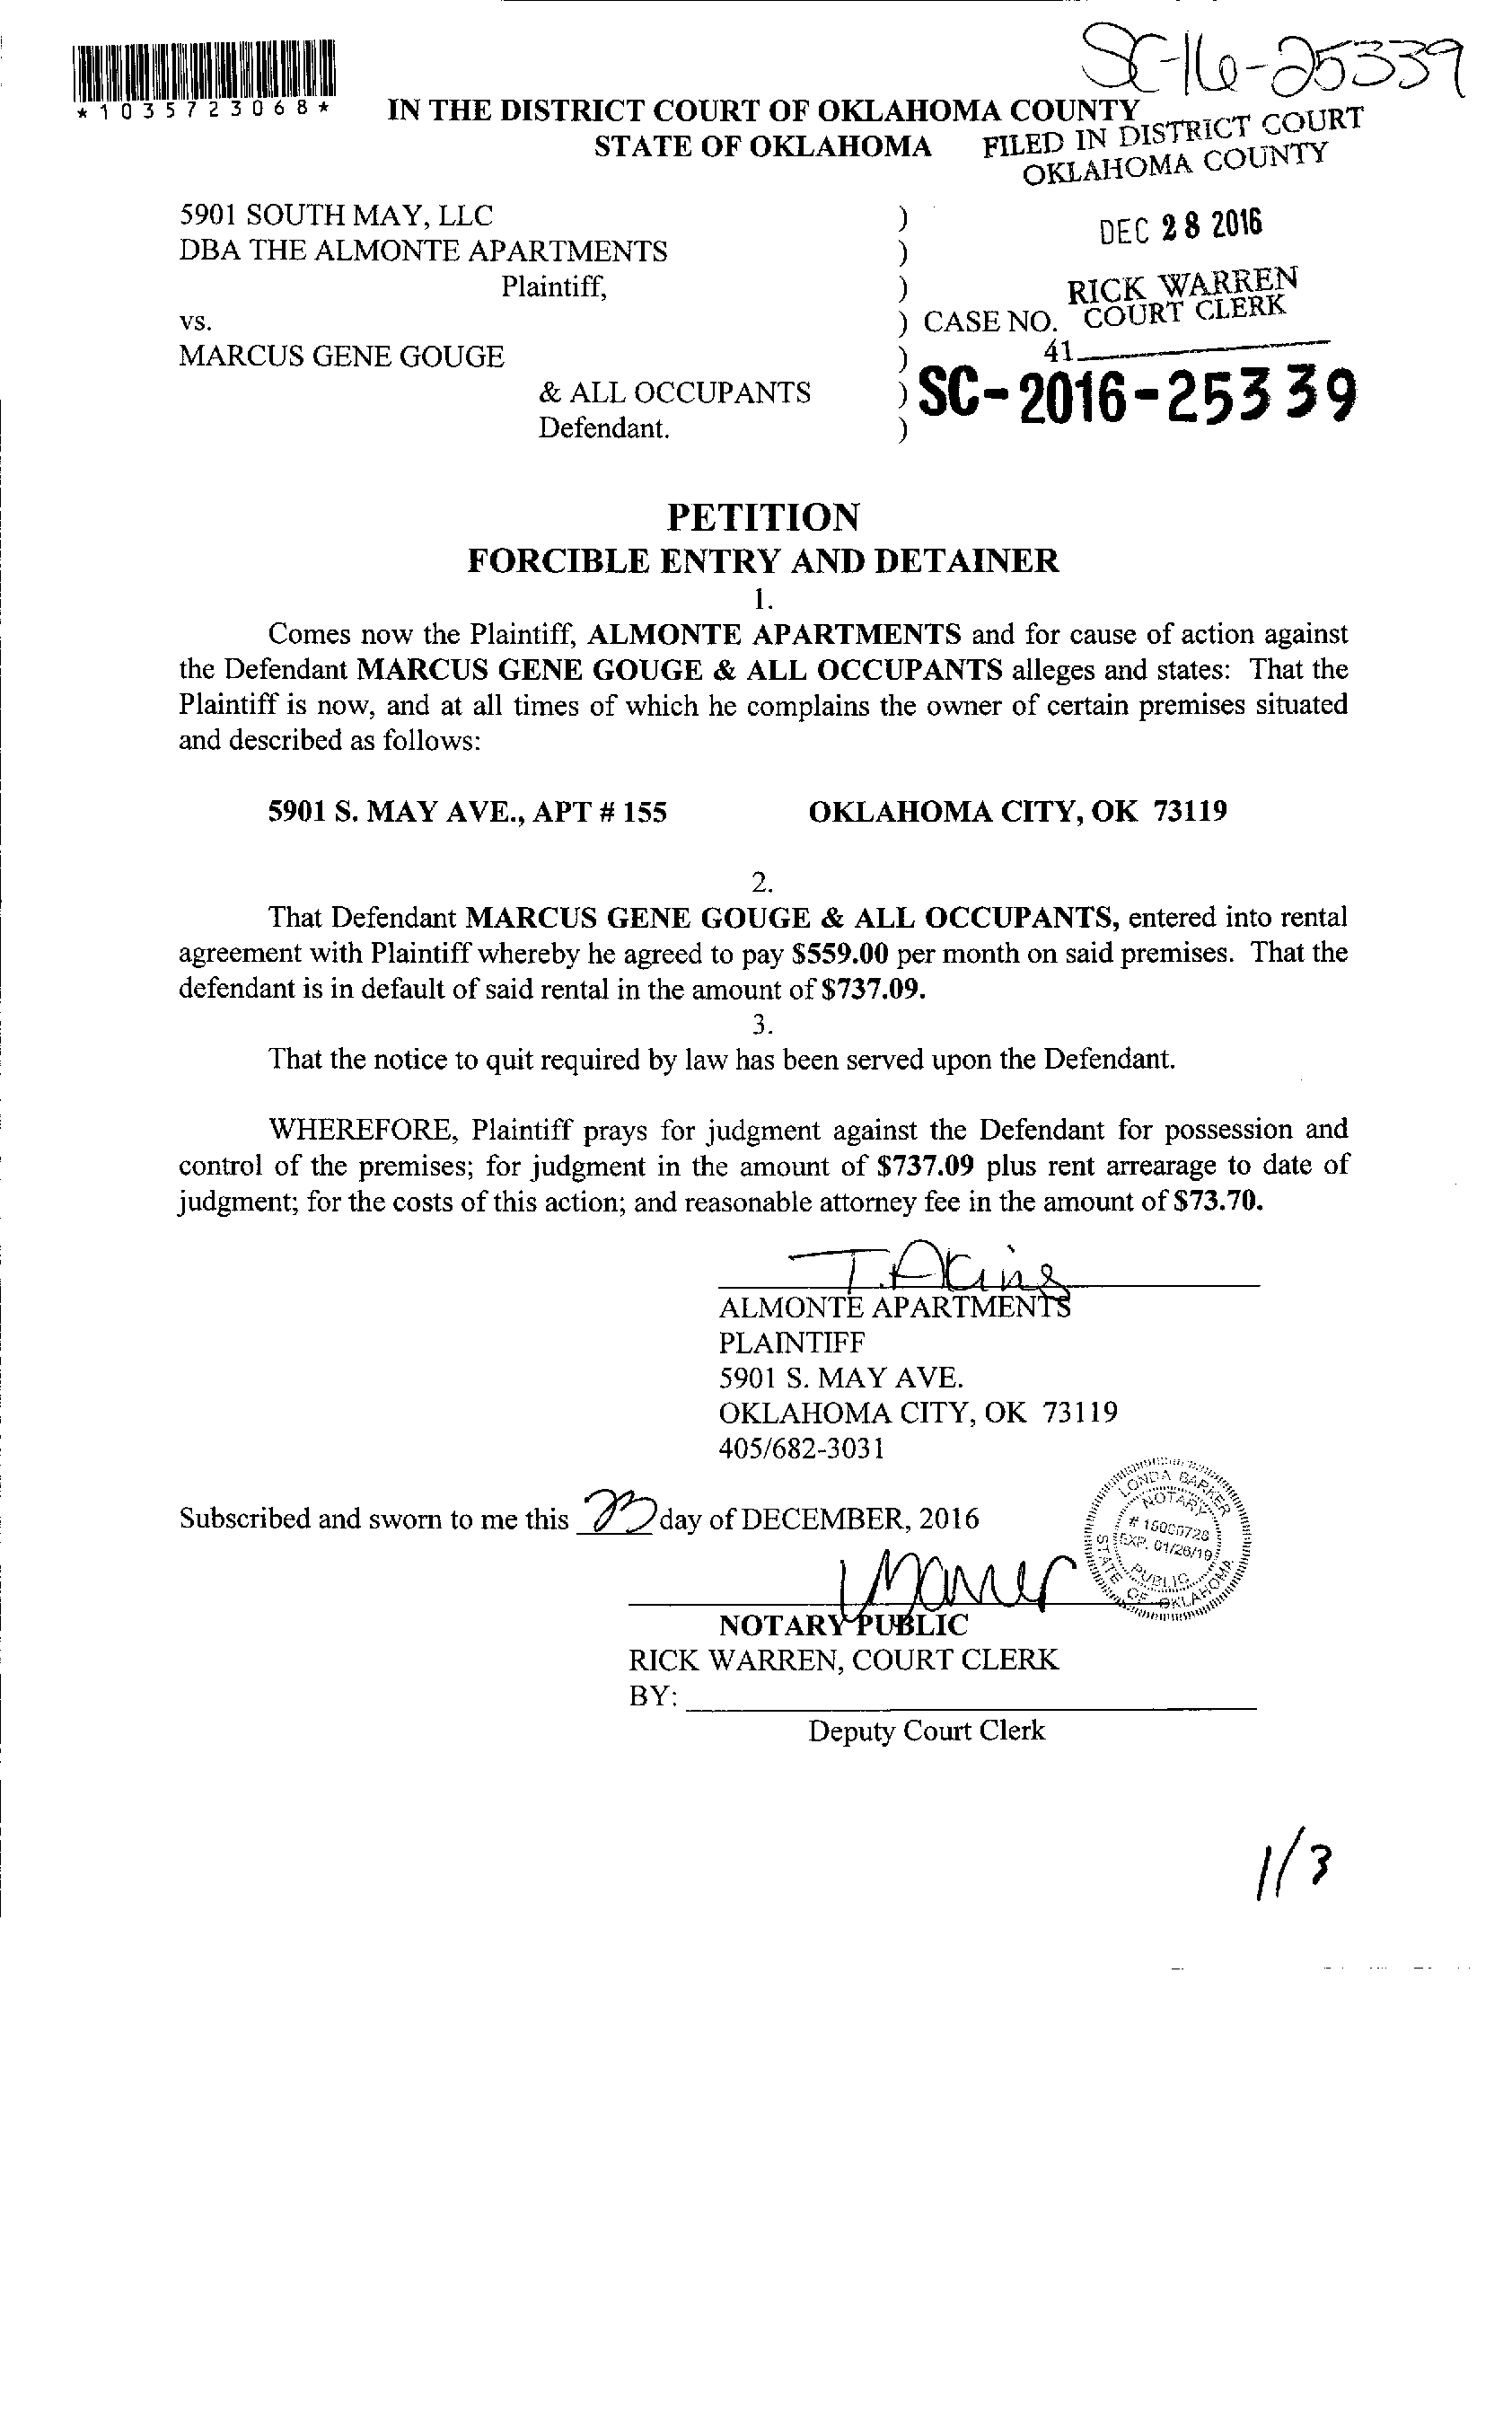 SC-16-25339
*1035723068*
IN THE DISTRICT COURT OF OKLAHOMA COUNTY
STATE OF OKLAHOMA
FILED IN DISTRICT COURT
OKLAHOMA COUNTY
5901 SOUTH MAY, LLC )
DEC 28 2016
DBA THE ALMONTE APARTMENTS )
Plaintiff, )
RICK WARREN
vs. ) CASE NO.
COURT CLERK
MARCUS GENE GOUGE )
41
& ALL OCCUPANTS ) SC-2016-25339
Defendant. )
PETITION
FORCIBLE ENTRY AND DETAINER
1.
Comes now the Plaintiff, ALMONTE APARTMENTS and for cause of action against
the Defendant MARCUS GENE GOUGE & ALL OCCUPANTS alleges and states: That the
Plaintiff is now, and at all times of which he complains the owner of certain premises situated
and described as follows:
5901 S. MAY AVE., APT # 155 OKLAHOMA CITY, OK 73119
2.
That Defendant MARCUS GENE GOUGE & ALL OCCUPANTS, entered into rental
agreement with Plaintiff whereby he agreed to pay $559.00 per month on said premises. That the
defendant is in default of said rental in the amount of $737.09.
3.
That the notice to quit required by law has been served upon the Defendant.
WHEREFORE, Plaintiff prays for judgment against the Defendant for possession and
control of the premises; for judgment in the amount of $737.09 plus rent arrearage to date of
judgment; for the costs of this action; and reasonable attorney fee in the amount of $73.70.
T. Akins
ALMONTE APARTMENTS
PLAINTIFF
5901 S. MAY AVE.
OKLAHOMA CITY, OK 73119
405/682-3031
LONDA BARKER
NOTARY
# 15000728
EXP. 01/26/19
PUBLIC
STATE OF OKLAHOMA
Subscribed and sworn to me this 23 day of DECEMBER, 2016
NOTARY PUBLIC
RICK WARREN, COURT CLERK
BY:
Deputy Court Clerk
1/3